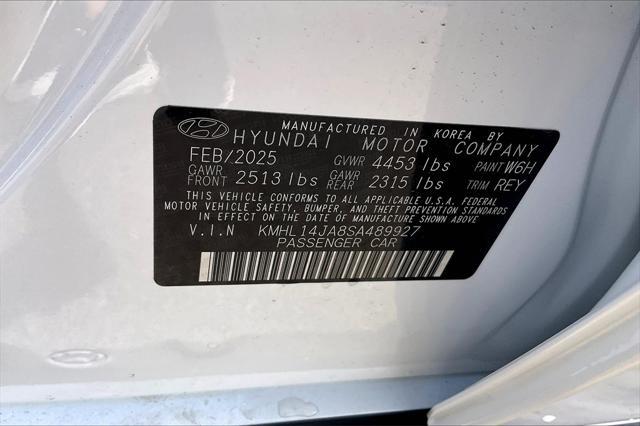 MANUFACTURED IN KOREA BY
HYUNDAI MOTOR COMPANY
FEB/2025 GVWR 4453 lbs PAINT W6H
GAWR FRONT 2513 lbs GAWR REAR 2315 lbs TRIM REY
THIS VEHICLE CONFORMS TO ALL APPLICABLE U.S.A. FEDERAL
MOTOR VEHICLE SAFETY, BUMPER, AND THEFT PREVENTION STANDARDS
IN EFFECT ON THE DATE OF MANUFACTURE SHOWN ABOVE
V.I.N KMHL14JA8SA489927
PASSENGER CAR